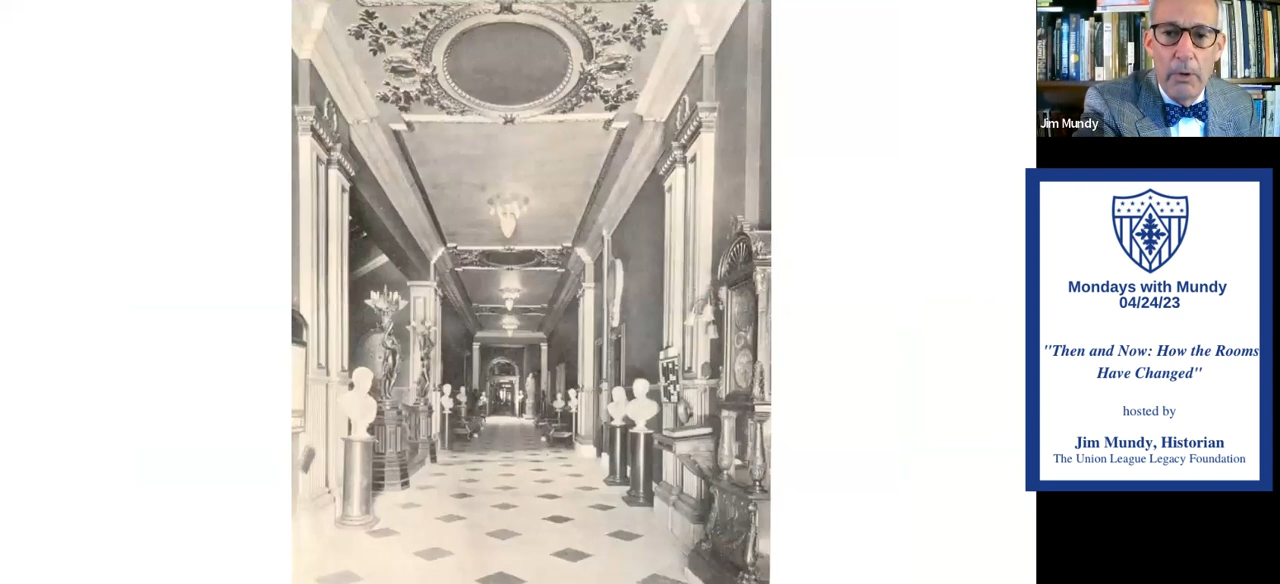 Jim Mundy
Mondays with Mundy
04/24/23
"Then and Now: How the Rooms
Have Changed"
hosted by
Jim Mundy, Historian
The Union League Legacy Foundation